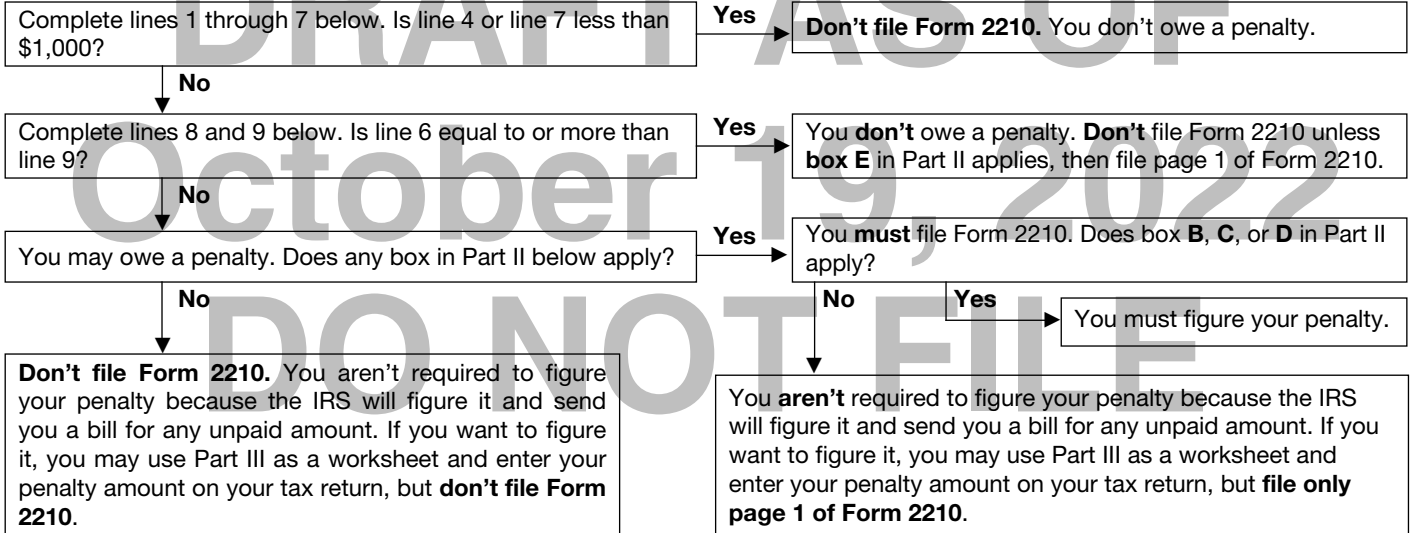 Complete lines 1 through 7 below. Is line 4 or line 7 less than
$1,000?
Yes
Don't file Form 2210. You don't owe a penalty.
No
Complete lines 8 and 9 below. Is line 6 equal to or more than
line 9?
Yes
You don't owe a penalty. Don't file Form 2210 unless
box E in Part II applies, then file page 1 of Form 2210.
No
You may owe a penalty. Does any box in Part II below apply?
Yes
You must file Form 2210. Does box B, C, or D in Part II
apply?
No
Yes
You must figure your penalty.
No
Don't file Form 2210. You aren't required to figure
your penalty because the IRS will figure it and send
you a bill for any unpaid amount. If you want to figure
it, you may use Part III as a worksheet and enter your
penalty amount on your tax return, but don't file Form
2210.
You aren't required to figure your penalty because the IRS
will figure it and send you a bill for any unpaid amount. If you
want to figure it, you may use Part III as a worksheet and
enter your penalty amount on your tax return, but file only
page 1 of Form 2210.
DRAFT AS OF
October 19, 2022
DO NOT FILE